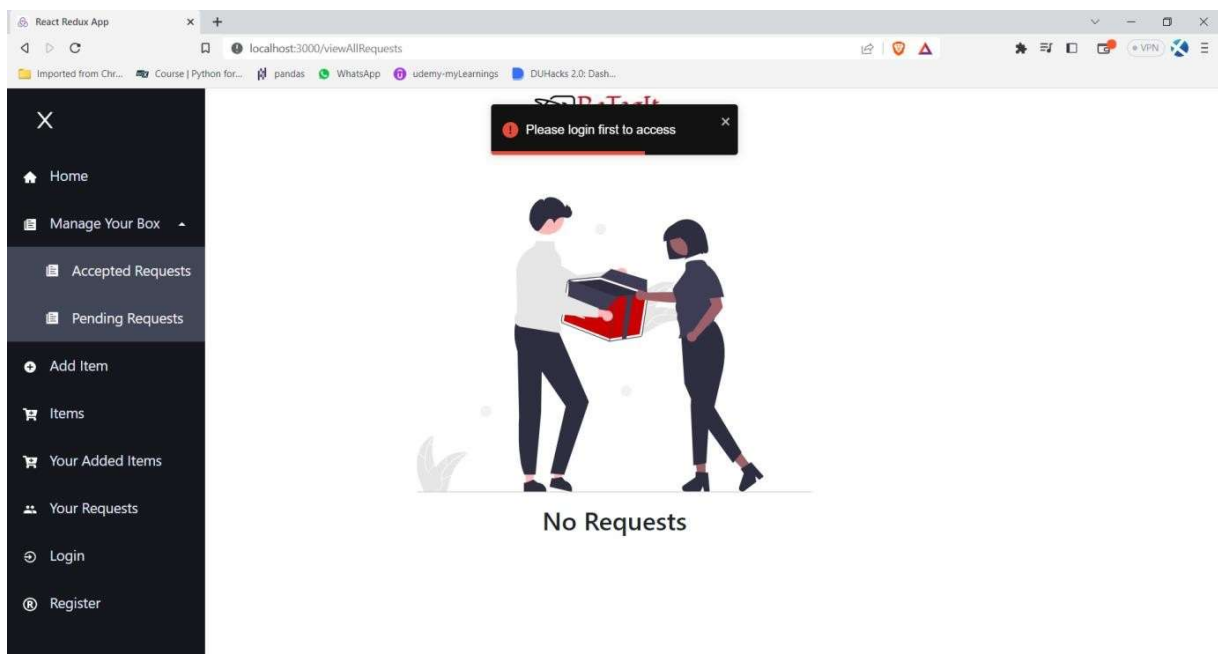 React Redux App
localhost:3000/viewAllRequests
VPN
Imported from Chr... Course | Python for... pandas WhatsApp udemy-myLearnings DUHacks 2.0: Dash...
X
Please login first to access
Home
Manage Your Box
Accepted Requests
Pending Requests
Add Item
Items
Your Added Items
Your Requests
Login
Register
No Requests